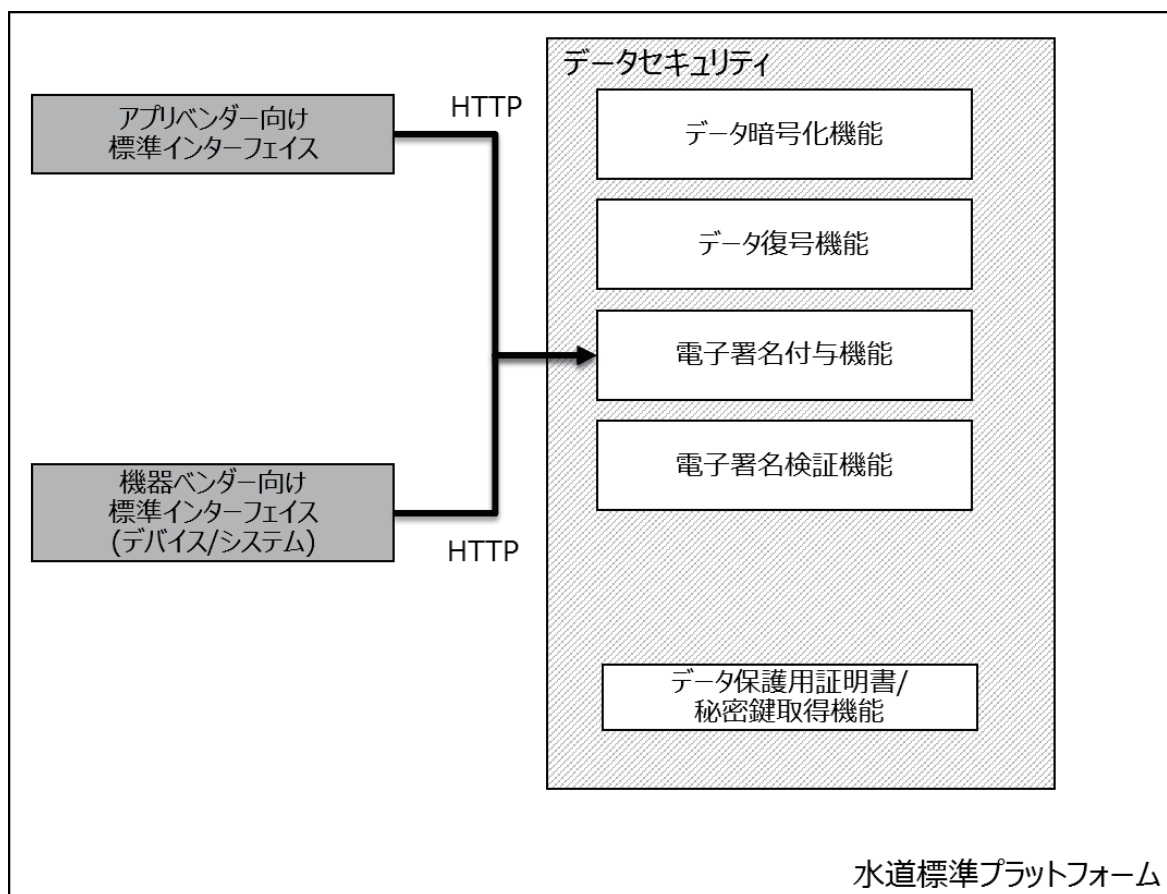 データセキュリティ
アプリベンダー向け
標準インターフェイス
HTTP
データ暗号化機能
データ復号機能
電子署名付与機能
電子署名検証機能
機器ベンダー向け
標準インターフェイス
(デバイス/システム)
HTTP
データ保護用証明書/
秘密鍵取得機能
水道標準プラットフォーム